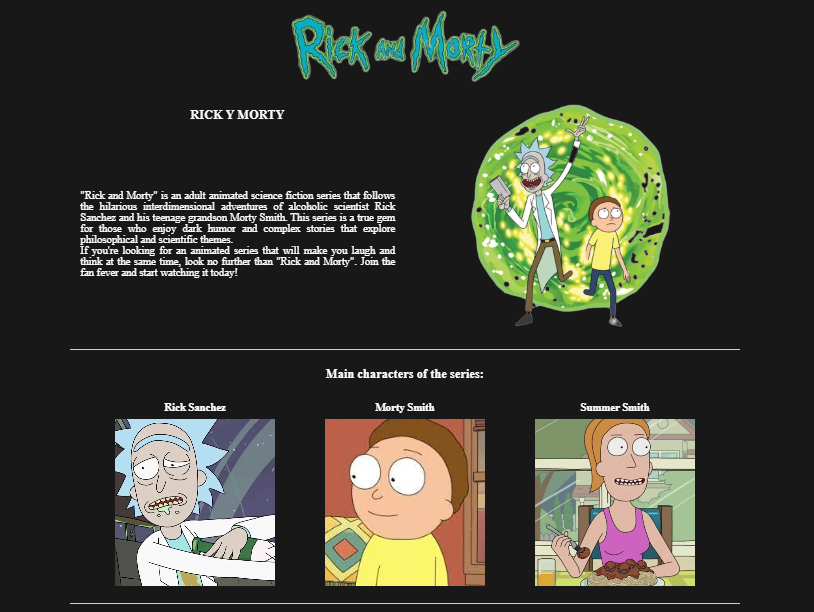 Rick and Morty
RICK Y MORTY
"Rick and Morty" is an adult animated science fiction series that follows
the hilarious interdimensional adventures of alcoholic scientist Rick
Sanchez and his teenage grandson Morty Smith. This series is a true gem
for those who enjoy dark humor and complex stories that explore
philosophical and scientific themes.
If you're looking for an animated series that will make you laugh and
think at the same time, look no further than "Rick and Morty". Join the
fan fever and start watching it today!
Main characters of the series:
Rick Sanchez
Morty Smith
Summer Smith